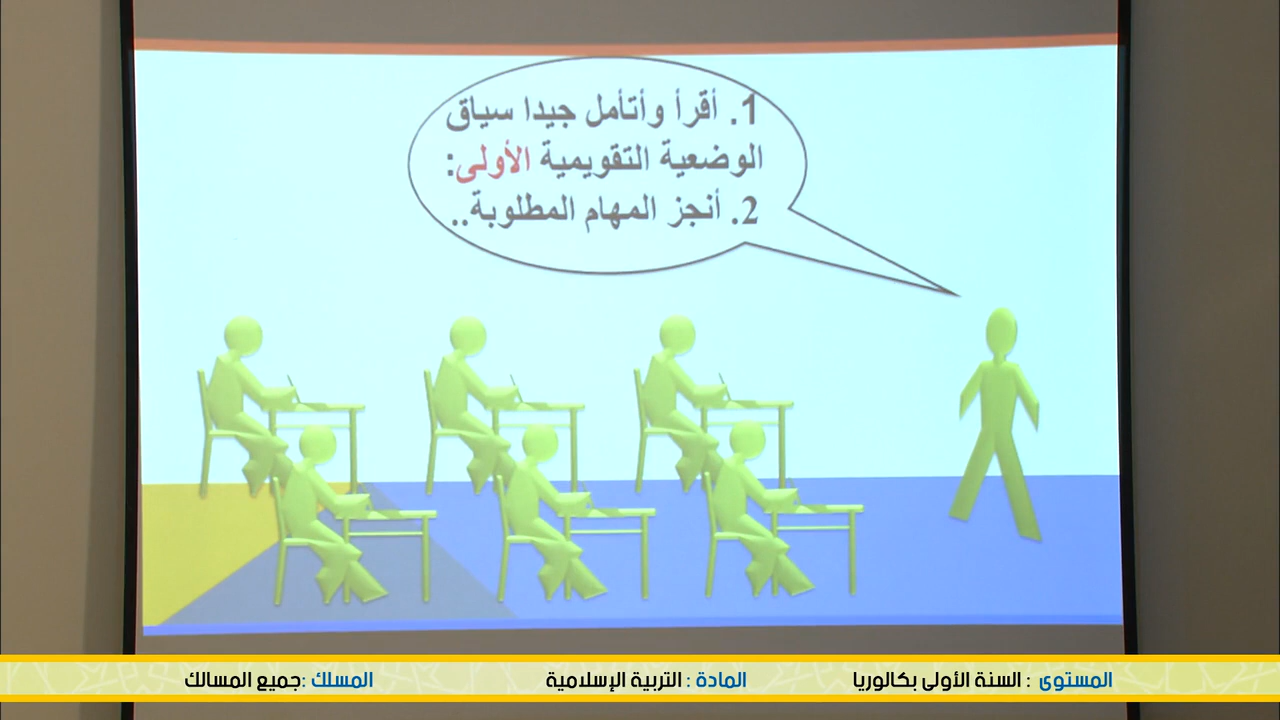 1. أقرأ وأتأمل جيدا سياق
الوضعية التقويمية الأولى:
2. أنجز المهام المطلوبة..
المستوى : السنة الأولى بكالوريا المادة : التربية الإسلامية المسلك :جميع المسالك